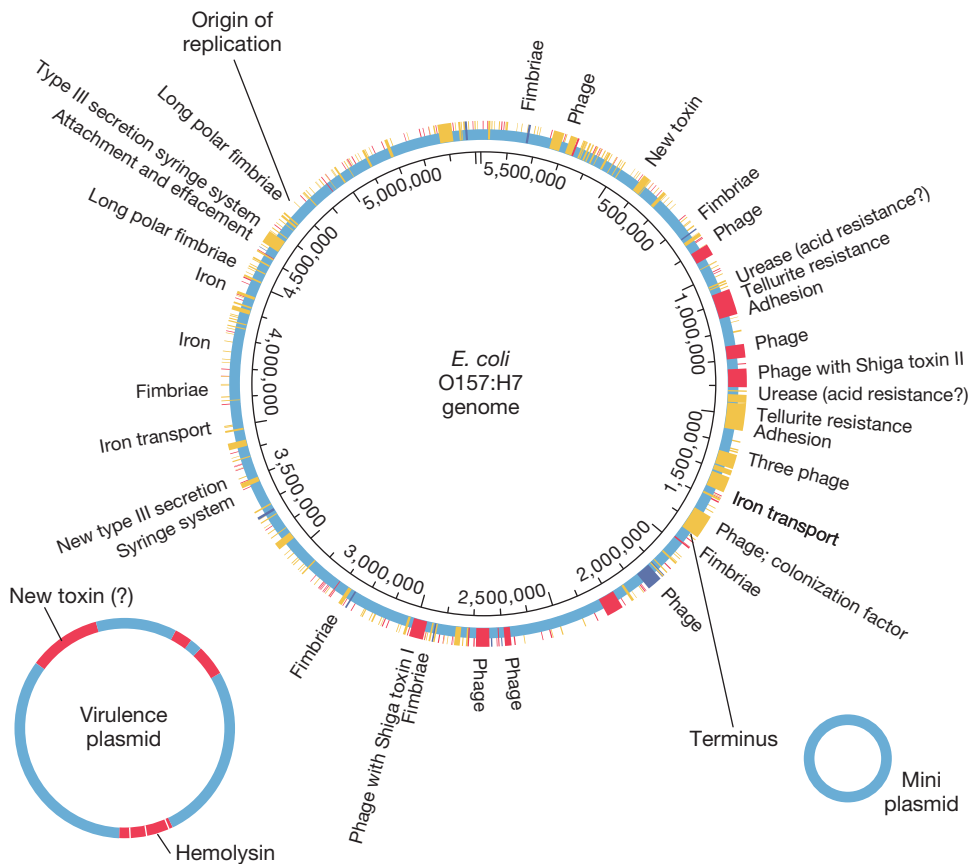 Origin of
replication
Long polar fimbriae
Type III secretion syringe system
Attachment and effacement
Long polar fimbriae
Iron
Iron
Fimbriae
Iron transport
New type III secretion
Syringe system
Fimbriae
Phage with Shiga toxin I
Fimbriae
Phage
Phage
Phage
Fimbriae
Phage; colonization factor
Iron transport
Three phage
Adhesion
Tellurite resistance
Urease (acid resistance?)
Phage with Shiga toxin II
Phage
Adhesion
Tellurite resistance
Urease (acid resistance?)
Phage
Fimbriae
New toxin
Phage
Fimbriae
5,500,000
500,000
1,000,000
1,500,000
2,000,000
2,500,000
3,000,000
3,500,000
4,000,000
4,500,000
5,000,000
E. coli
O157:H7
genome
Terminus
New toxin (?)
Virulence
plasmid
Hemolysin
Mini
plasmid